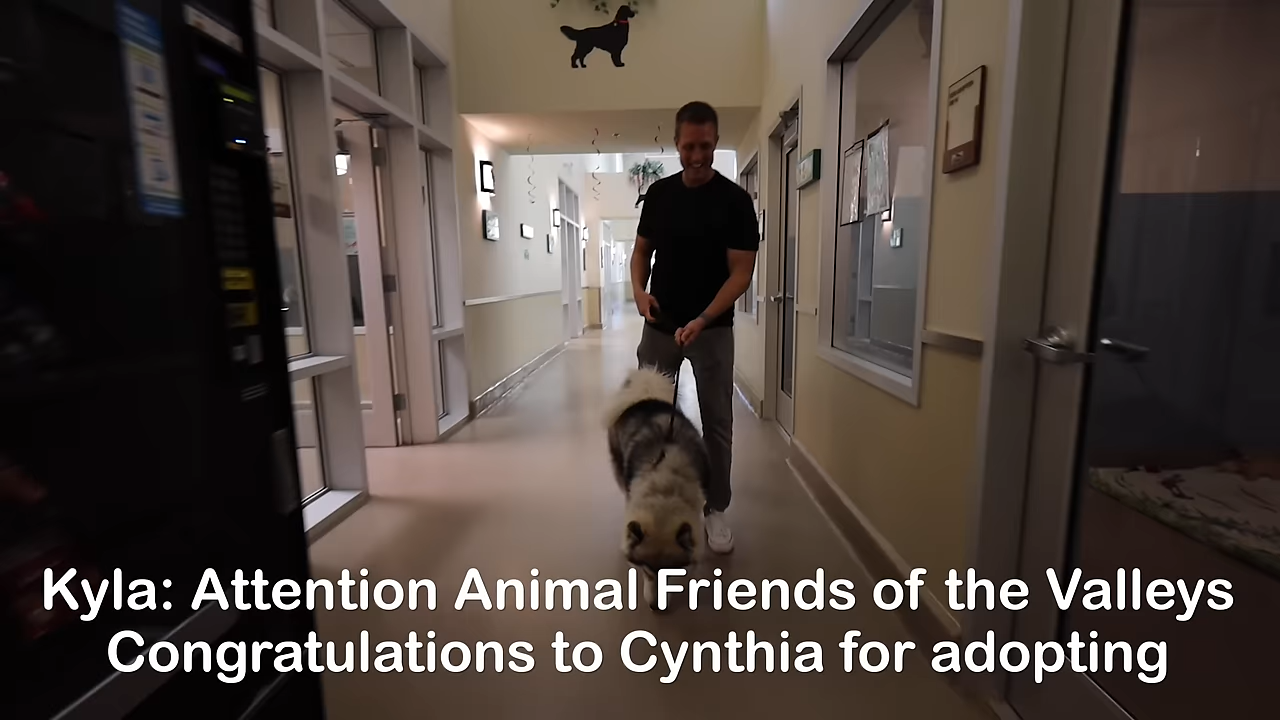 Kyla: Attention Animal Friends of the Valleys
Congratulations to Cynthia for adopting